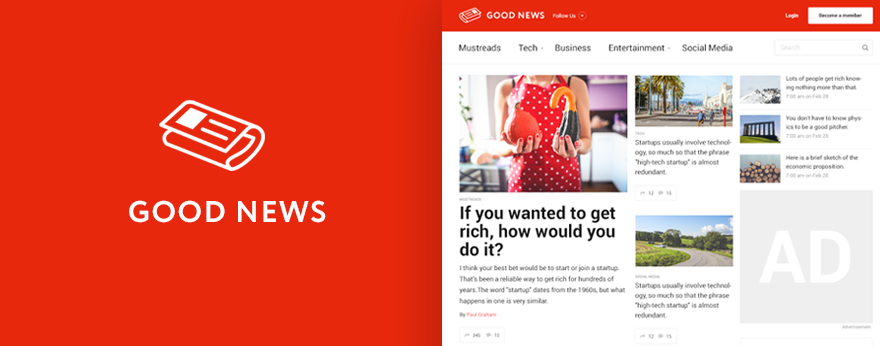 GOOD NEWS
GOOD NEWS
Follow Us
Login
Become a member
Mustreads
Tech
Business
Entertainment
Social Media
Search
MUSTREADS
If you wanted to get
rich, how would you
do it?
I think your best bet would be to start or join a startup.
That's been a reliable way to get rich for hundreds of
years.The word "startup" dates from the 1960s, but what
happens in one is very similar.
By Paul Graham
345
15
TECH
Startups usually involve technol-
ogy, so much so that the phrase
"high-tech startup" is almost
redundant.
12
15
SOCIAL MEDIA
Startups usually involve technol-
ogy, so much so that the phrase
"high-tech startup" is almost
redundant.
12
15
Lots of people get rich know-
ing nothing more than that.
7:00 am on Feb 28
You don't have to know phys-
ics to be a good pitcher.
7:00 am on Feb 28
Here is a brief sketch of the
economic proposition.
7:00 am on Feb 28
AD
Advertisement